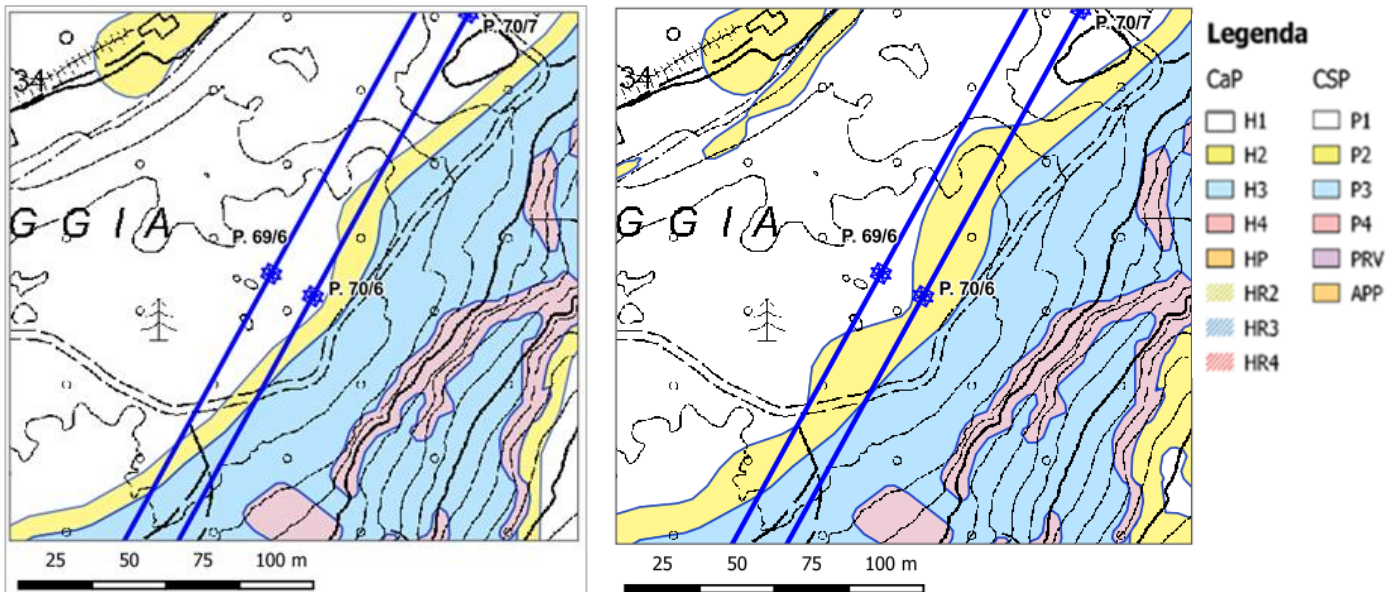 P. 70/7
34
GGIA
P. 69/6
P. 70/6
25 50 75 100 m
P. 70/7
34
GGIA
P. 69/6
P. 70/6
25 50 75 100 m
Legenda
CaP CSP
H1 P1
H2 P2
H3 P3
H4 P4
HP PRV
HR2 APP
HR3
HR4